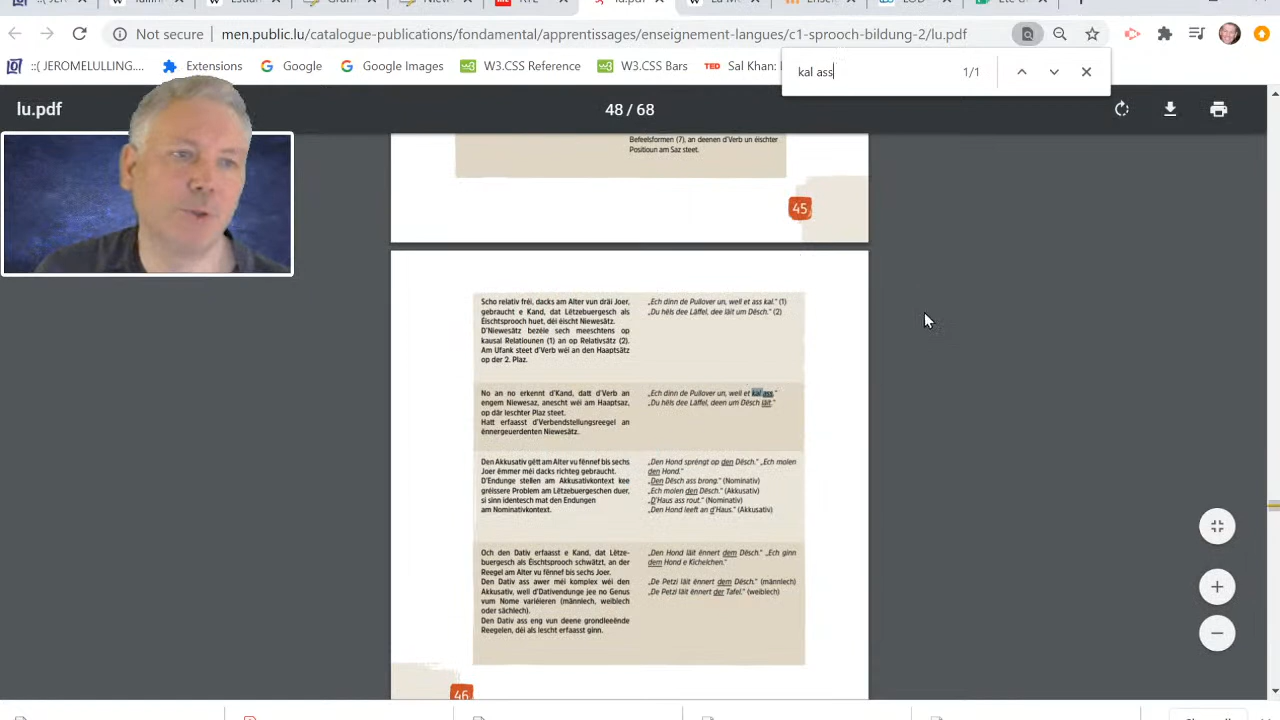 Not secure
men.public.lu/catalogue-publications/fondamental/apprentissages/enseignement-langues/c1-sprooch-bildung-2/lu.pdf
::( JEROMELULLING.... Extensions Google Google Images W3.CSS Reference W3.CSS Bars TED Sal Khan:
kal ass 1/1
lu.pdf
48 / 68
Befeelsformen (7), an deenen d'Verb un éischter
Positioun am Saz steet.
45
Scho relativ fréi, dacks am Alter vun dräi Joer,
gebraucht e Kand, dat Lëtzebuergesch als
Éischtsprooch huet, déi éischt Niewesätz.
D'Niewesätz bezéie sech meeschtens op
kausal Relatiounen (1) an op Relativsätz (2).
Am Ufank steet d'Verb wéi an den Haaptsätz
op der 2. Plaz.
„Ech dinn de Pullover un, well et ass kal." (1)
„Du hëls dee Läffel, dee läit um Dësch." (2)
No an no erkennt d'Kand, datt d'Verb an
engem Niewesaz, anescht wéi am Haaptsaz,
op där leschter Plaz steet.
Hatt erfaasst d'Verbendstellungsreegel an
ënnergeuerdenten Niewesätz.
„Ech dinn de Pullover un, well et kal ass."
„Du hëls dee Läffel, deen um Dësch läit."
Den Akkusativ gëtt am Alter vu fënnef bis sechs
Joer ëmmer méi dacks richteg gebraucht.
D'Endunge stellen am Akkusativkontext kee
gréissere Problem am Lëtzebuergeschen duer,
si sinn identesch mat den Endungen
am Nominativkontext.
„Den Hond sprengt op den Dësch." „Ech molen
den Hond."
„Den Dësch ass brong." (Nominativ)
„Ech molen den Dësch." (Akkusativ)
„D'Haus ass rout." (Nominativ)
„Den Hond leeft an d'Haus." (Akkusativ)
Och den Dativ erfaasst e Kand, dat Lëtze-
buergesch als Éischtsprooch schwätzt, an der
Reegel am Alter vu fënnef bis sechs Joer.
Den Dativ ass awer méi komplex wéi den
Akkusativ, well d'Dativendunge jee no Genus
vum Nome variéieren (männlech, weiblech
oder sächlech).
Den Dativ ass eng vun deene grondleeënde
Reegelen, déi als lescht erfaasst ginn.
„Den Hond läit ënnert dem Dësch." „Ech ginn
dem Hond e Kichelchen."
„De Petzi läit ënnert dem Dësch." (männlech)
„De Petzi läit ënnert der Tafel." (weiblech)
46